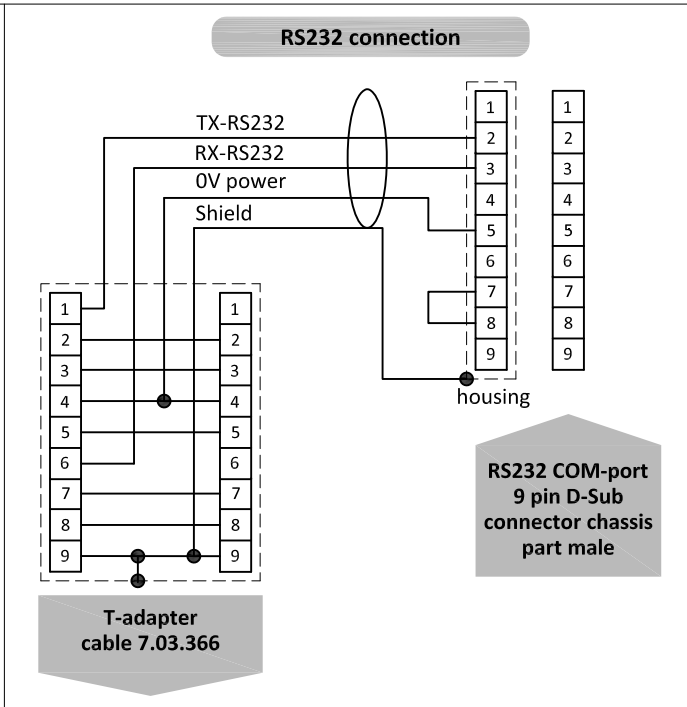 RS232 connection
TX-RS232
RX-RS232
0V power
Shield
1 1
2 2
3 3
4 4
5 5
6 6
7 7
8 8
9 9
housing
1 1
2 2
3 3
4 4
5 5
6 6
7 7
8 8
9 9
RS232 COM-port
9 pin D-Sub
connector chassis
part male
T-adapter
cable 7.03.366